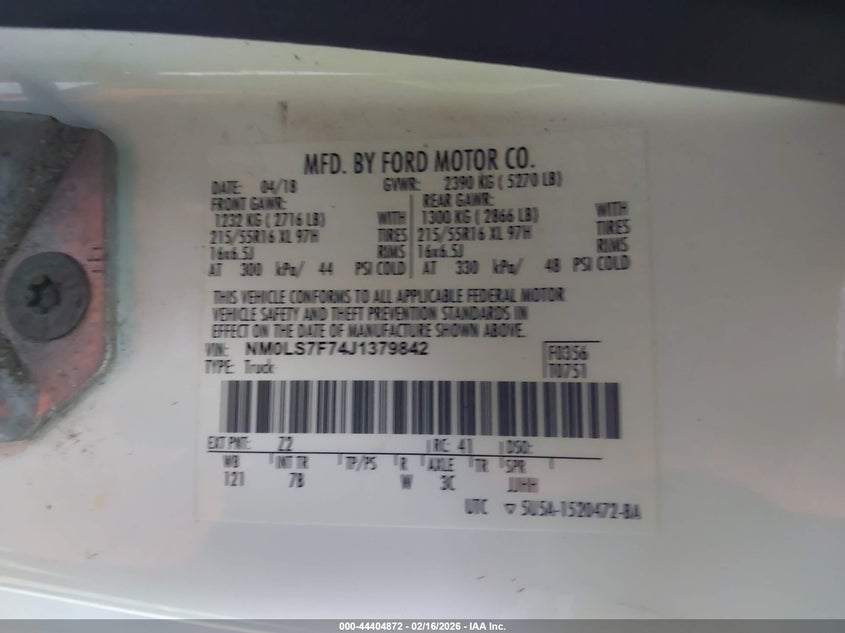 MFD. BY FORD MOTOR CO.
DATE: 04/18 GVWR: 2390 KG ( 5270 LB)
FRONT GAWR: REAR GAWR:
1232 KG ( 2716 LB) WITH 1300 KG ( 2866 LB) WITH
215/55R16 XL 97H TIRES 215/55R16 XL 97H TIRES
16x6.5J RIMS 16x6.5J RIMS
AT 300 kPa/ 44 PSI COLD AT 330 kPa/ 48 PSI COLD
THIS VEHICLE CONFORMS TO ALL APPLICABLE FEDERAL MOTOR
VEHICLE SAFETY AND THEFT PREVENTION STANDARDS IN
EFFECT ON THE DATE OF MANUFACTURE SHOWN ABOVE.
VIN: NM0LS7F74J1379842 F0356
TYPE: Truck T0751
EXT PNT: Z2 RC: 41 DSO:
WB INT TR TP/PS R AXLE TR SPR
121 7B W 3C JJHH
UTC ▽ 5U5A-1520472-BA
000-44404872 — 02/16/2026 — IAA Inc.